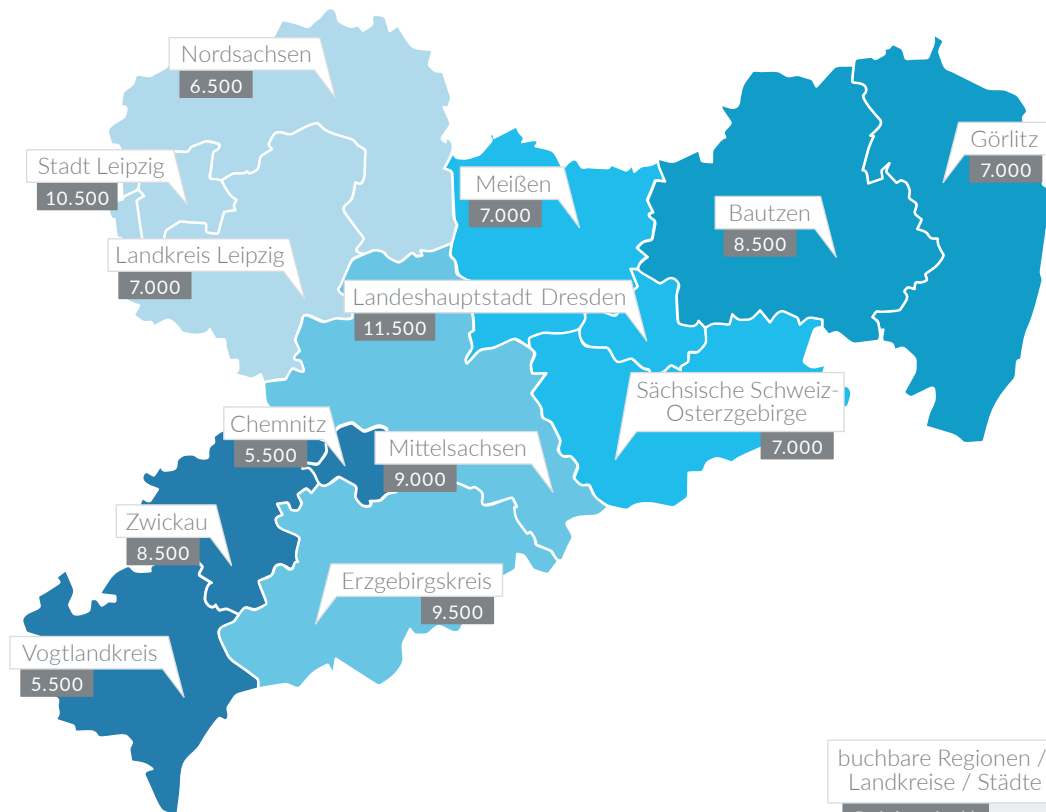 Nordsachsen
6.500
Stadt Leipzig
10.500
Landkreis Leipzig
7.000
Meißen
7.000
Görlitz
7.000
Bautzen
8.500
Landeshauptstadt Dresden
11.500
Sächsische Schweiz-
Osterzgebirge
7.000
Chemnitz
5.500
Mittelsachsen
9.000
Zwickau
8.500
Erzgebirgskreis
9.500
Vogtlandkreis
5.500
buchbare Regionen /
Landkreise / Städte